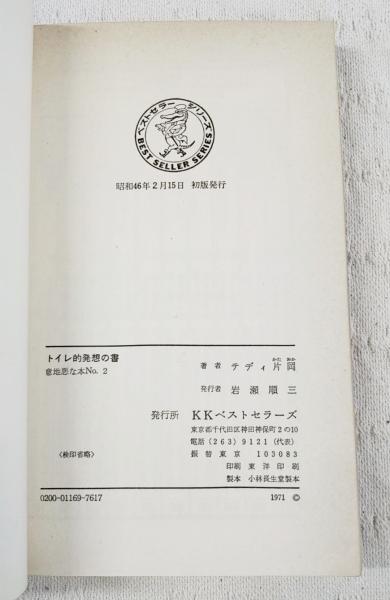 ベストセラーシリーズ
BEST SELLER SERIES
昭和46年2月15日 初版発行
トイレ的発想の書
意地悪な本No. 2
著者 テディ片岡
かた おか
発行者 岩瀬順三
発行所 KKベストセラーズ
東京都千代田区神田神保町2の10
電話(263)9121(代表)
振替東京 103083
印刷 東洋印刷
製本 小林長生堂製本
〈検印省略〉
0200-01169-7617
1971 ©